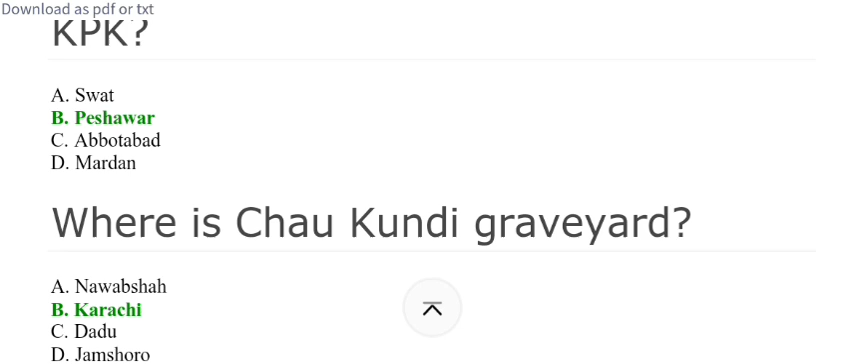 Download as pdf or txt
KPK?
A. Swat
B. Peshawar
C. Abbotabad
D. Mardan
Where is Chau Kundi graveyard?
A. Nawabshah
B. Karachi
C. Dadu
D. Jamshoro